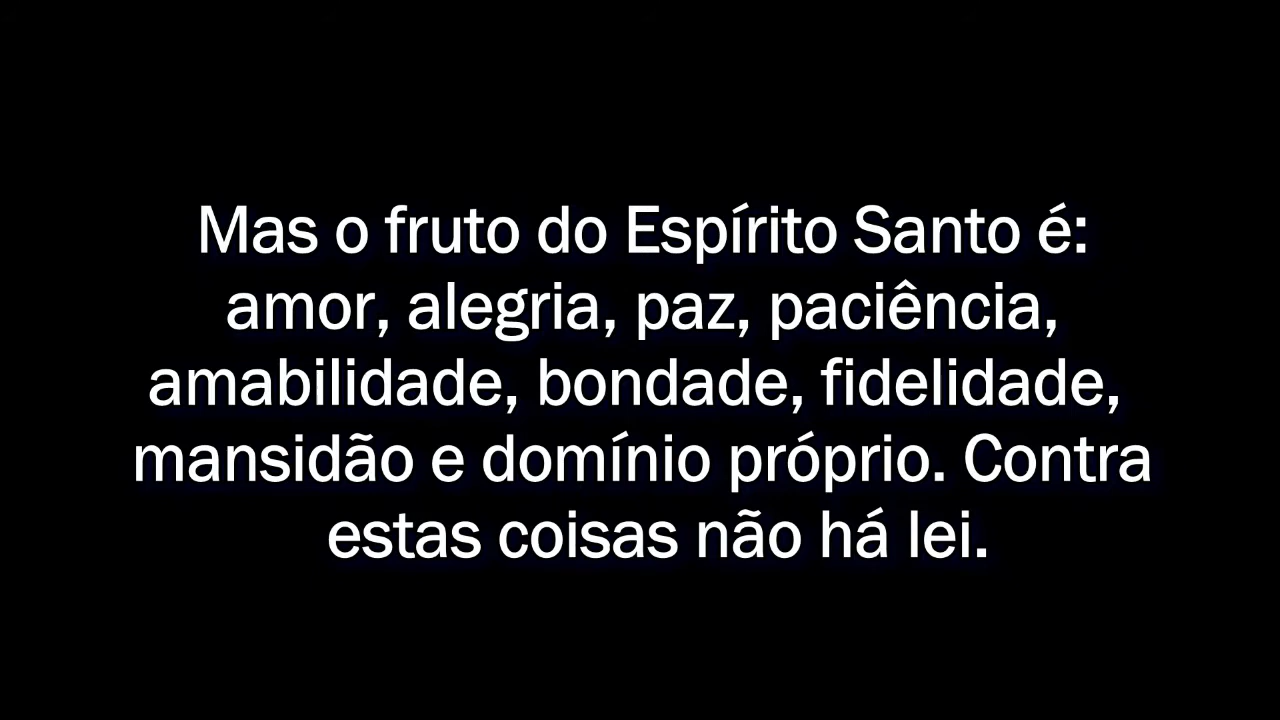 Mas o fruto do Espírito Santo é:
amor, alegria, paz, paciência,
amabilidade, bondade, fidelidade,
mansidão e domínio próprio. Contra
estas coisas não há lei.